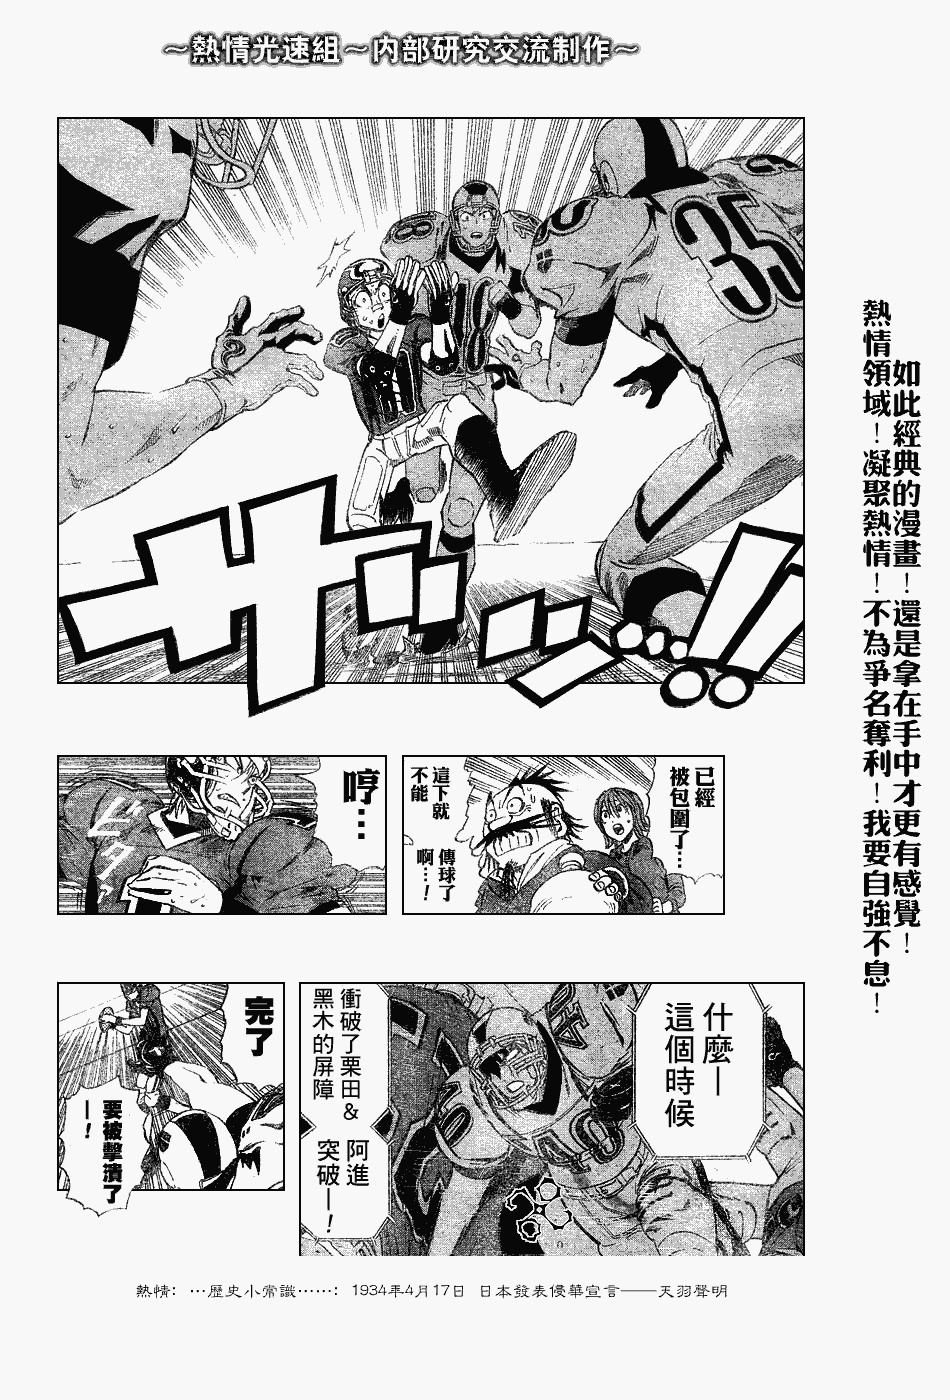 ～熱情光速組～內部研究交流制作～
如此經典的漫畫！還是拿在手中才更有感覺！
熱情領域！凝聚熱情！不為爭名奪利！我要自強不息！
35
ザッ…!!
已經
被包圍了…
這下就
不能
傳球了
啊…！
哼…
ビクッ
什麼—
這個時候
衝破了栗田&
黑木的屏障
阿進
突破—！
40
完了
要被擊潰了
—！
熱情：…歷史小常識……：1934年4月17日 日本發表侵華宣言——天羽聲明